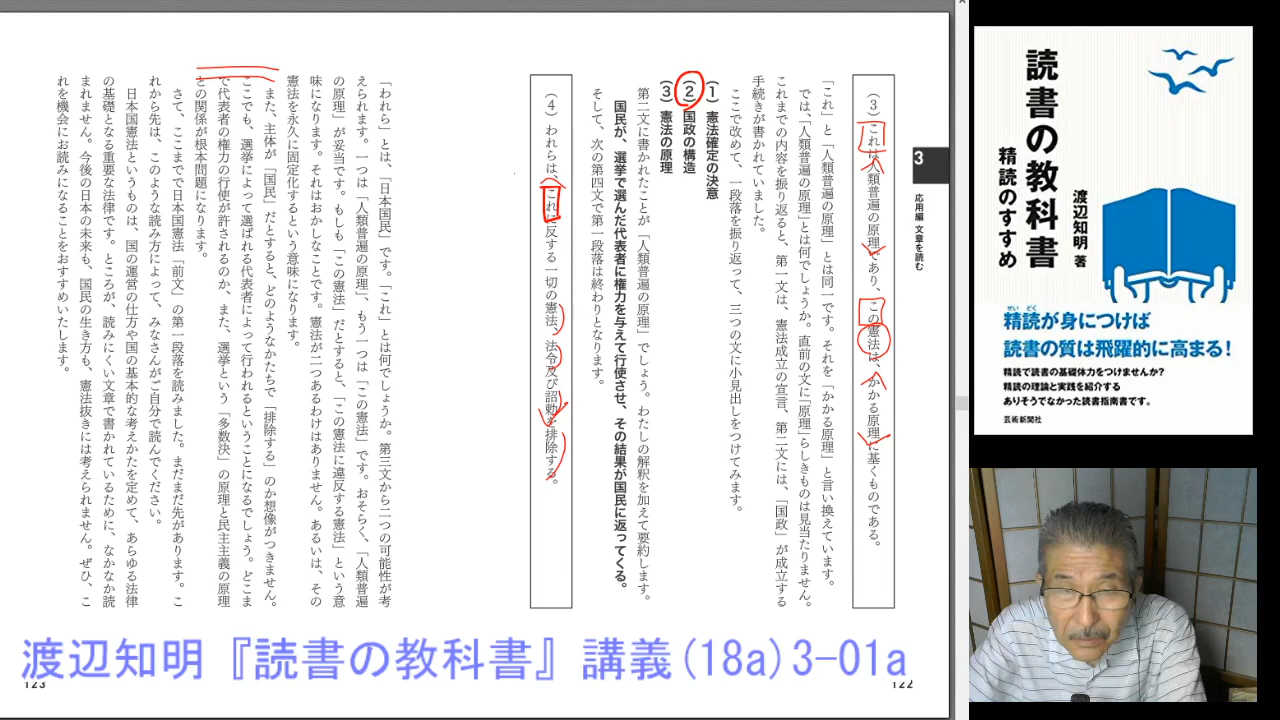 3
応用編 文章を読む
(3) これは人類普遍の原理であり、この憲法は、かかる原理に基くものである。
「これ」と「人類普遍の原理」とは同一です。それを「かかる原理」と言い換えています。
では、「人類普遍の原理」とは何でしょうか。直前の文に「原理」らしきものは見当たりません。
これまでの内容を振り返ると、第一文は、憲法成立の宣言、第二文には、「国政」が成立する
手続きが書かれていました。
ここで改めて、一段落を振り返って、三つの文に小見出しをつけてみます。
(1) 憲法確定の決意
(2) 国政の構造
(3) 憲法の原理
第二文に書かれたことが「人類普遍の原理」でしょう。わたしの解釈を加えて要約します。
国民が、選挙で選んだ代表者に権力を与えて行使させ、その結果が国民に返ってくる。
そして、次の第四文で第一段落は終わりとなります。
(4) われらは、これに反する一切の憲法、法令及び詔勅を排除する。
「われら」とは、「日本国民」です。「これ」とは何でしょうか。第三文から二つの可能性が考
えられます。一つは「人類普遍の原理」、もう一つは「この憲法」です。おそらく、「人類普遍
の原理」が妥当です。もしも「この憲法」だとすると、「この憲法に違反する憲法」という意
味になります。それはおかしなことです。憲法が二つあるわけはありません。あるいは、その
憲法を永久に固定化するという意味になります。
また、主体が「国民」だとすると、どのようなかたちで「排除する」のか想像がつきません。
ここでも、選挙によって選ばれる代表者によって行われるということになるでしょう。どこま
で代表者の権力の行使が許されるのか、また、選挙という「多数決」の原理と民主主義の原理
との関係が根本問題になります。
さて、ここまでで日本国憲法「前文」の第一段落を読みました。まだまだ先があります。こ
れから先は、このような読み方によって、みなさんがご自分で読んでください。
日本国憲法というものは、国の運営の仕方や国の基本的な考えかたを定めて、あらゆる法律
の基礎となる重要な法律です。ところが、読みにくい文章で書かれているために、なかなか読
まれません。今後の日本の未来も、国民の生き方も、憲法抜きには考えられません。ぜひ、こ
れを機会にお読みになることをおすすめいたします。
123
122
渡辺知明『読書の教科書』講義(18a)3-01a
読書の教科書
精読のすすめ
渡辺知明 著
せい どく
精読が身につけば
読書の質は飛躍的に高まる!
精読で読書の基礎体力をつけませんか?
精読の理論と実践を紹介する
ありそうでなかった読書指南書です。
芸術新聞社